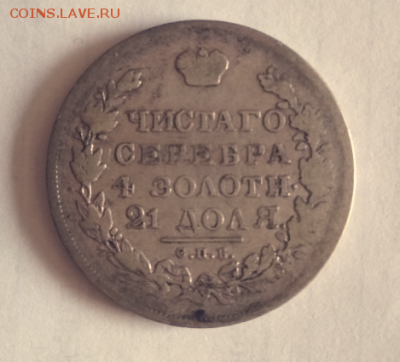 COINS.LAVE.RU
ЧИСТАГО
СЕРЕБРА
4 ЗОЛОТН
21 ДОЛЯ
С.П.Б.